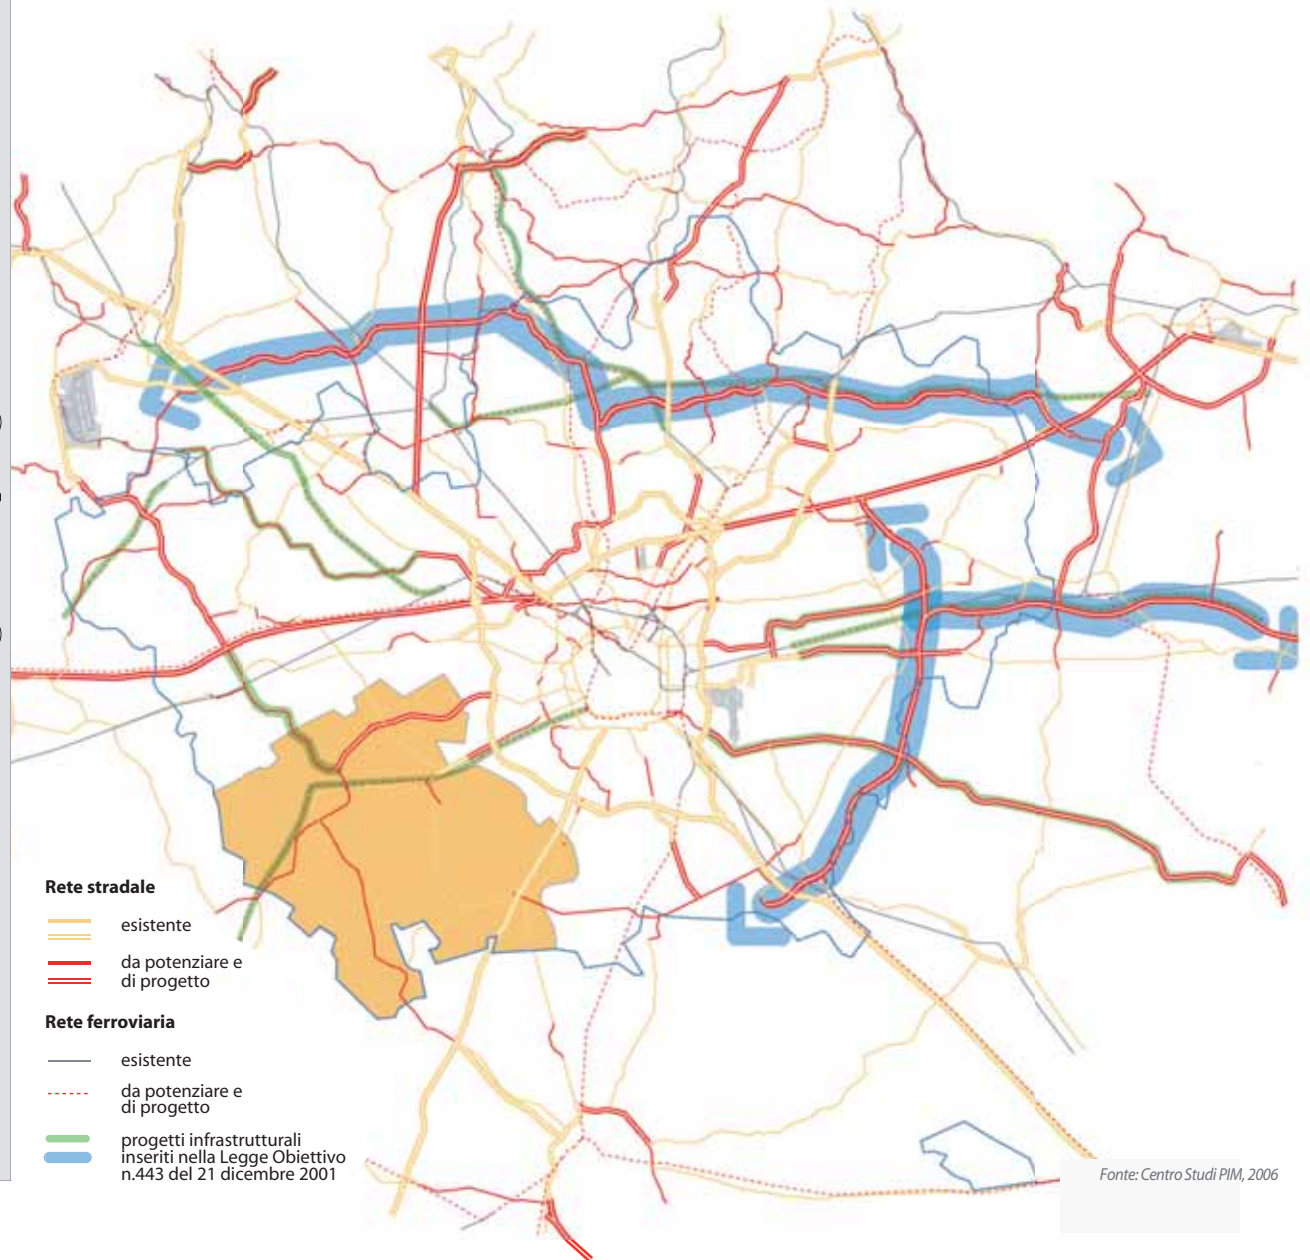 Rete stradale
esistente
da potenziare e
di progetto
Rete ferroviaria
esistente
da potenziare e
di progetto
progetti infrastrutturali
inseriti nella Legge Obiettivo
n.443 del 21 dicembre 2001
Fonte: Centro Studi PIM, 2006